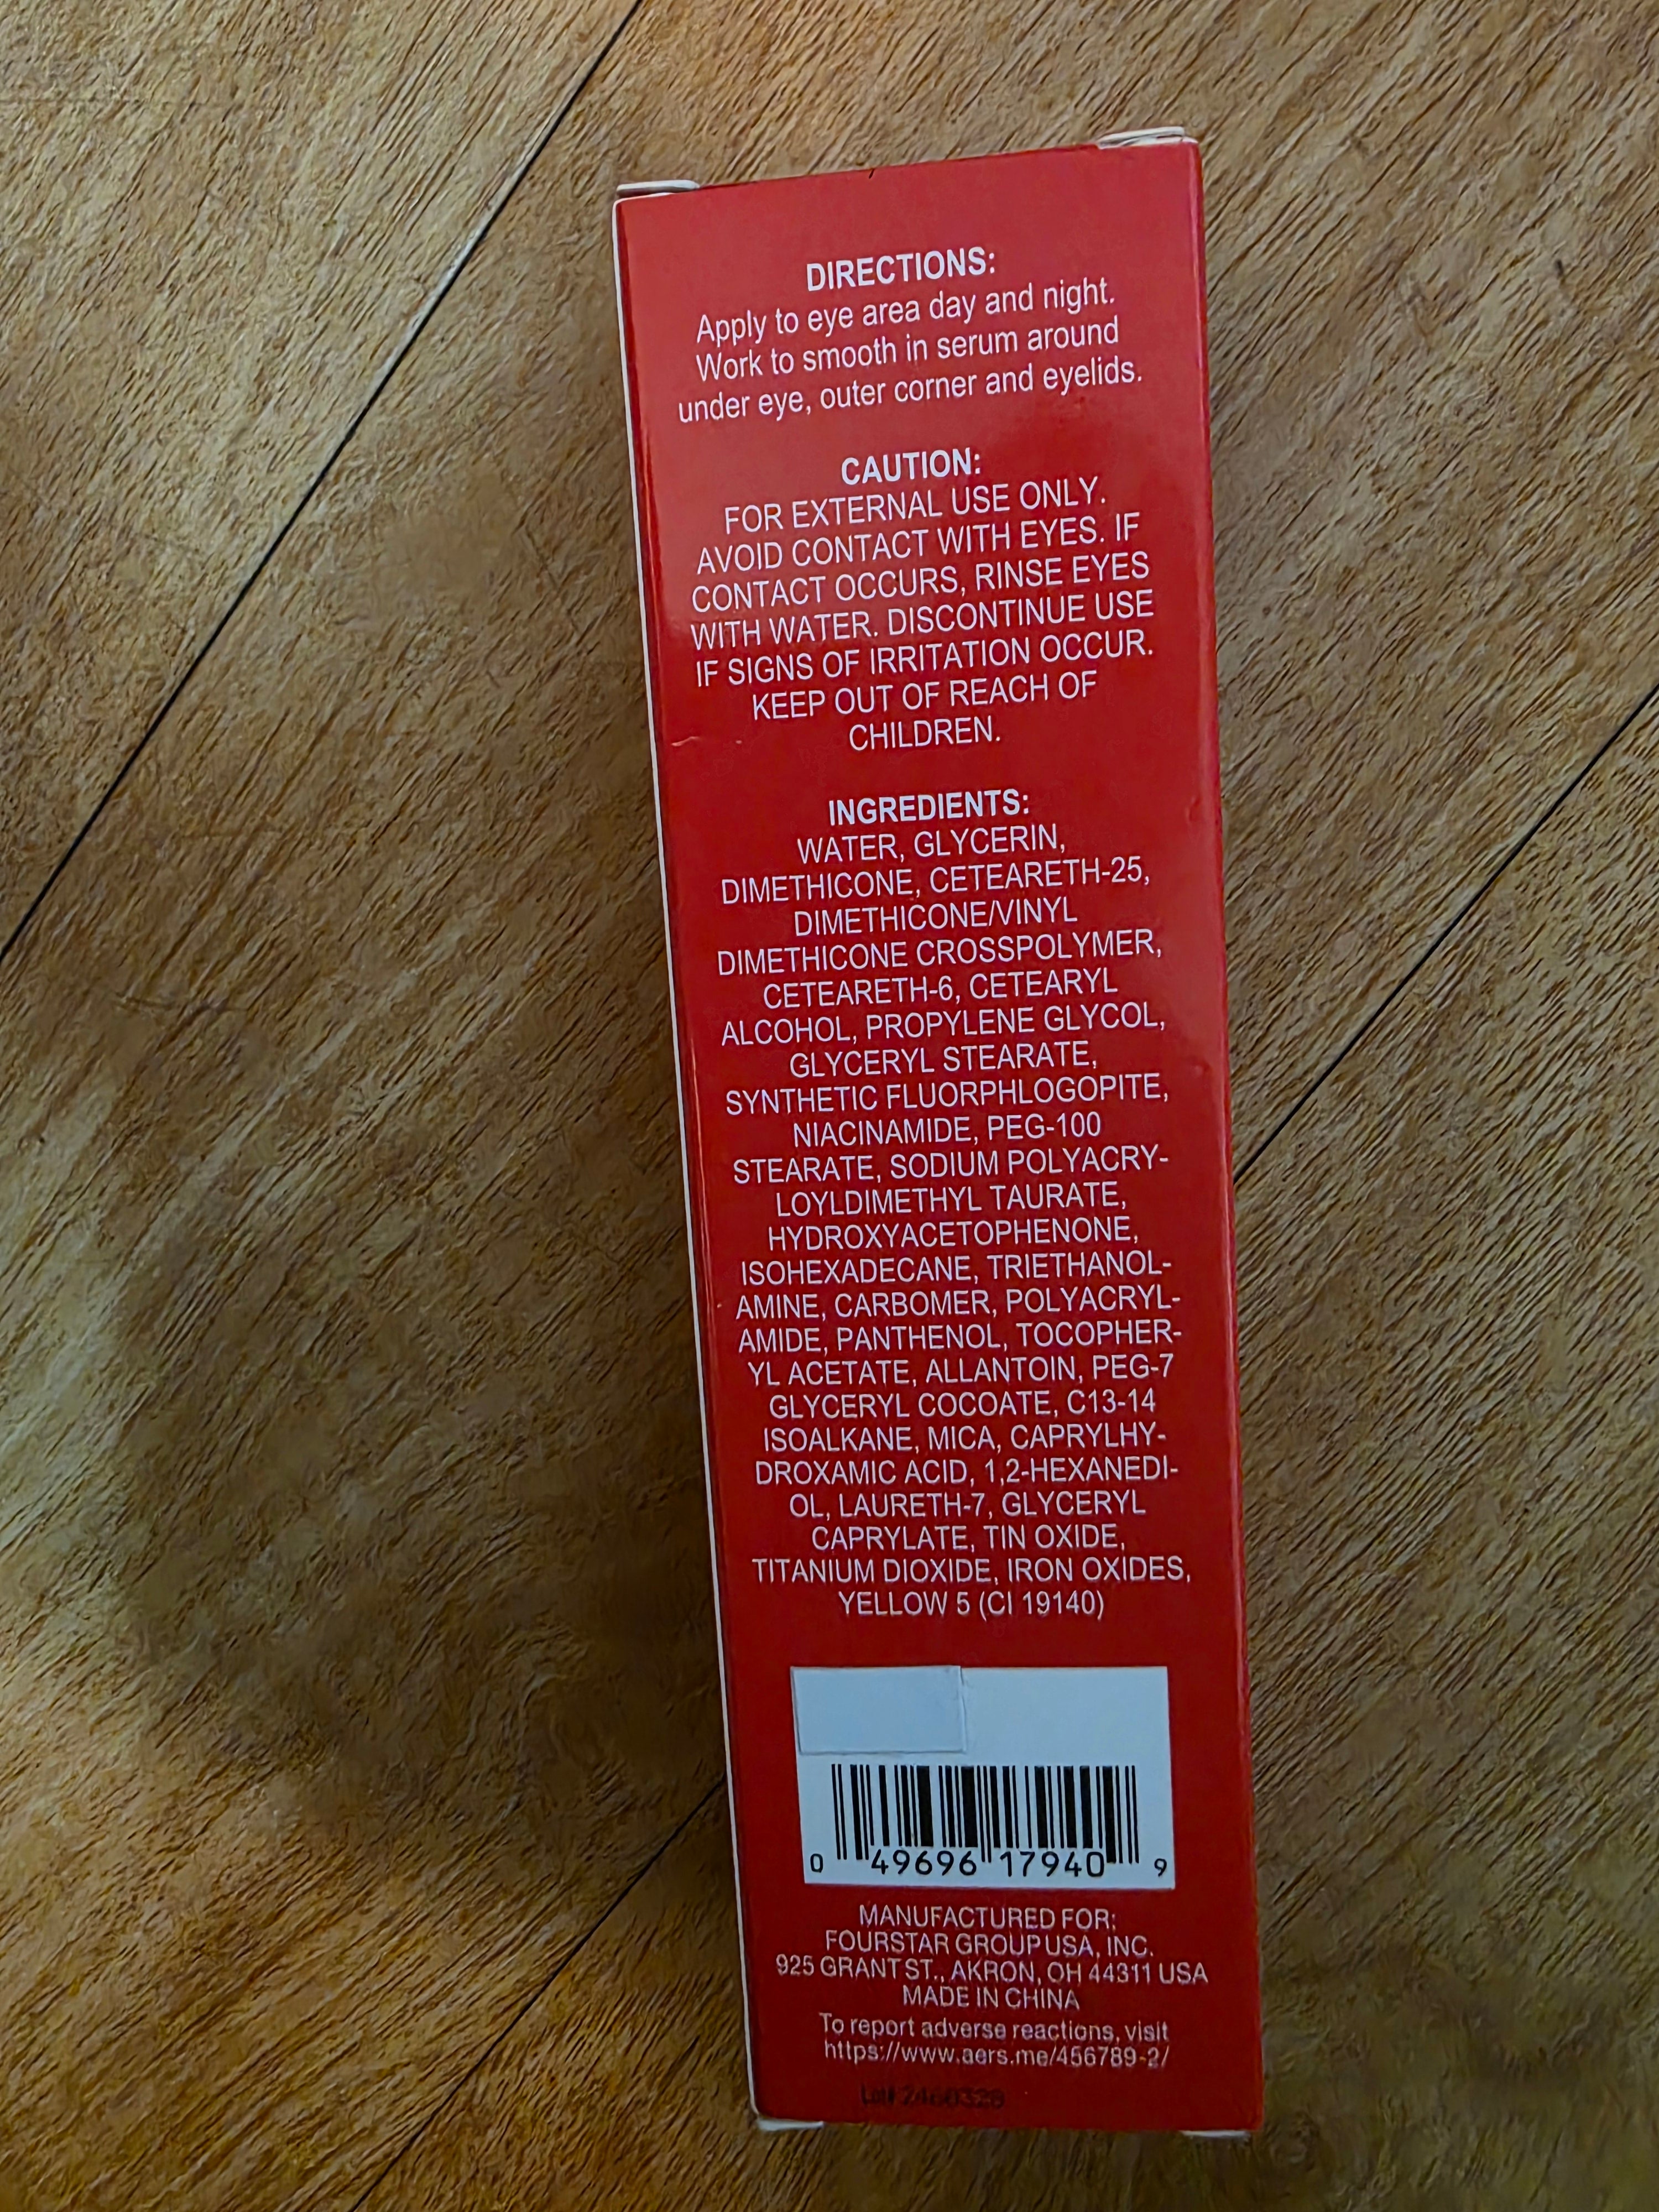 DIRECTIONS:
Apply to eye area day and night.
Work to smooth in serum around
under eye, outer corner and eyelids.
CAUTION:
FOR EXTERNAL USE ONLY.
AVOID CONTACT WITH EYES. IF
CONTACT OCCURS, RINSE EYES
WITH WATER. DISCONTINUE USE
IF SIGNS OF IRRITATION OCCUR.
KEEP OUT OF REACH OF
CHILDREN.
INGREDIENTS:
WATER, GLYCERIN,
DIMETHICONE, CETEARETH-25,
DIMETHICONE/VINYL
DIMETHICONE CROSSPOLYMER,
CETEARETH-6, CETEARYL
ALCOHOL, PROPYLENE GLYCOL,
GLYCERYL STEARATE,
SYNTHETIC FLUORPHLOGOPITE,
NIACINAMIDE, PEG-100
STEARATE, SODIUM POLYACRY-
LOYLDIMETHYL TAURATE,
HYDROXYACETOPHENONE,
ISOHEXADECANE, TRIETHANOL-
AMINE, CARBOMER, POLYACRYL-
AMIDE, PANTHENOL, TOCOPHER-
YL ACETATE, ALLANTOIN, PEG-7
GLYCERYL COCOATE, C13-14
ISOALKANE, MICA, CAPRYLHY-
DROXAMIC ACID, 1,2-HEXANEDI-
OL, LAURETH-7, GLYCERYL
CAPRYLATE, TIN OXIDE,
TITANIUM DIOXIDE, IRON OXIDES,
YELLOW 5 (CI 19140)
0 49696 17940 9
MANUFACTURED FOR:
FOURSTAR GROUP USA, INC.
925 GRANT ST., AKRON, OH 44311 USA
MADE IN CHINA
To report adverse reactions, visit
https://www.aers.me/456789-2/